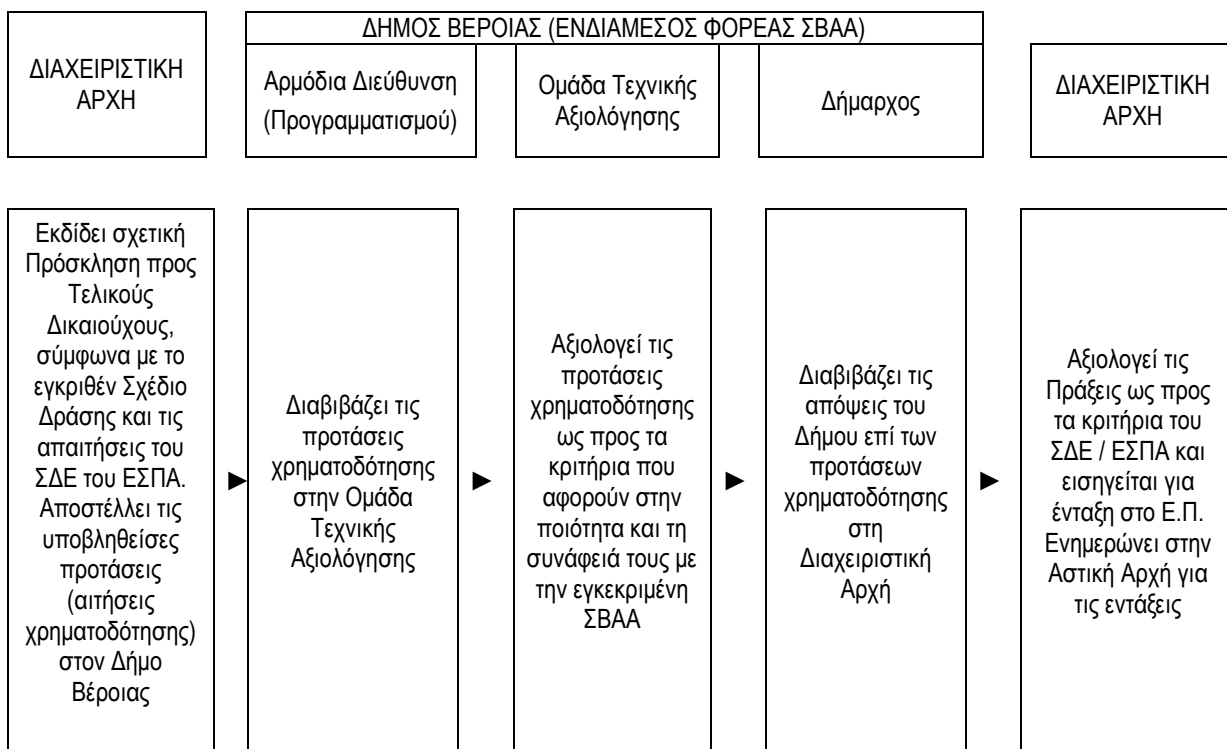 ΔΙΑΧΕΙΡΙΣΤΙΚΗ
ΑΡΧΗ
ΔΗΜΟΣ ΒΕΡΟΙΑΣ (ΕΝΔΙΑΜΕΣΟΣ ΦΟΡΕΑΣ ΣΒΑΑ)
Αρμόδια Διεύθυνση
(Προγραμματισμού)
Ομάδα Τεχνικής
Αξιολόγησης
Δήμαρχος
ΔΙΑΧΕΙΡΙΣΤΙΚΗ
ΑΡΧΗ
Εκδίδει σχετική
Πρόσκληση προς
Τελικούς
Δικαιούχους,
σύμφωνα με το
εγκριθέν Σχέδιο
Δράσης και τις
απαιτήσεις του
ΣΔΕ του ΕΣΠΑ.
Αποστέλλει τις
υποβληθείσες
προτάσεις
(αιτήσεις
χρηματοδότησης)
στον Δήμο
Βέροιας
►
Διαβιβάζει τις
προτάσεις
χρηματοδότησης
στην Ομάδα
Τεχνικής
Αξιολόγησης
►
Αξιολογεί τις
προτάσεις
χρηματοδότησης
ως προς τα
κριτήρια που
αφορούν στην
ποιότητα και τη
συνάφειά τους με
την εγκεκριμένη
ΣΒΑΑ
►
Διαβιβάζει τις
απόψεις του
Δήμου επί των
προτάσεων
χρηματοδότησης
στη
Διαχειριστική
Αρχή
►
Αξιολογεί τις
Πράξεις ως προς
τα κριτήρια του
ΣΔΕ / ΕΣΠΑ και
εισηγείται για
ένταξη στο Ε.Π.
Ενημερώνει στην
Αστική Αρχή για
τις εντάξεις